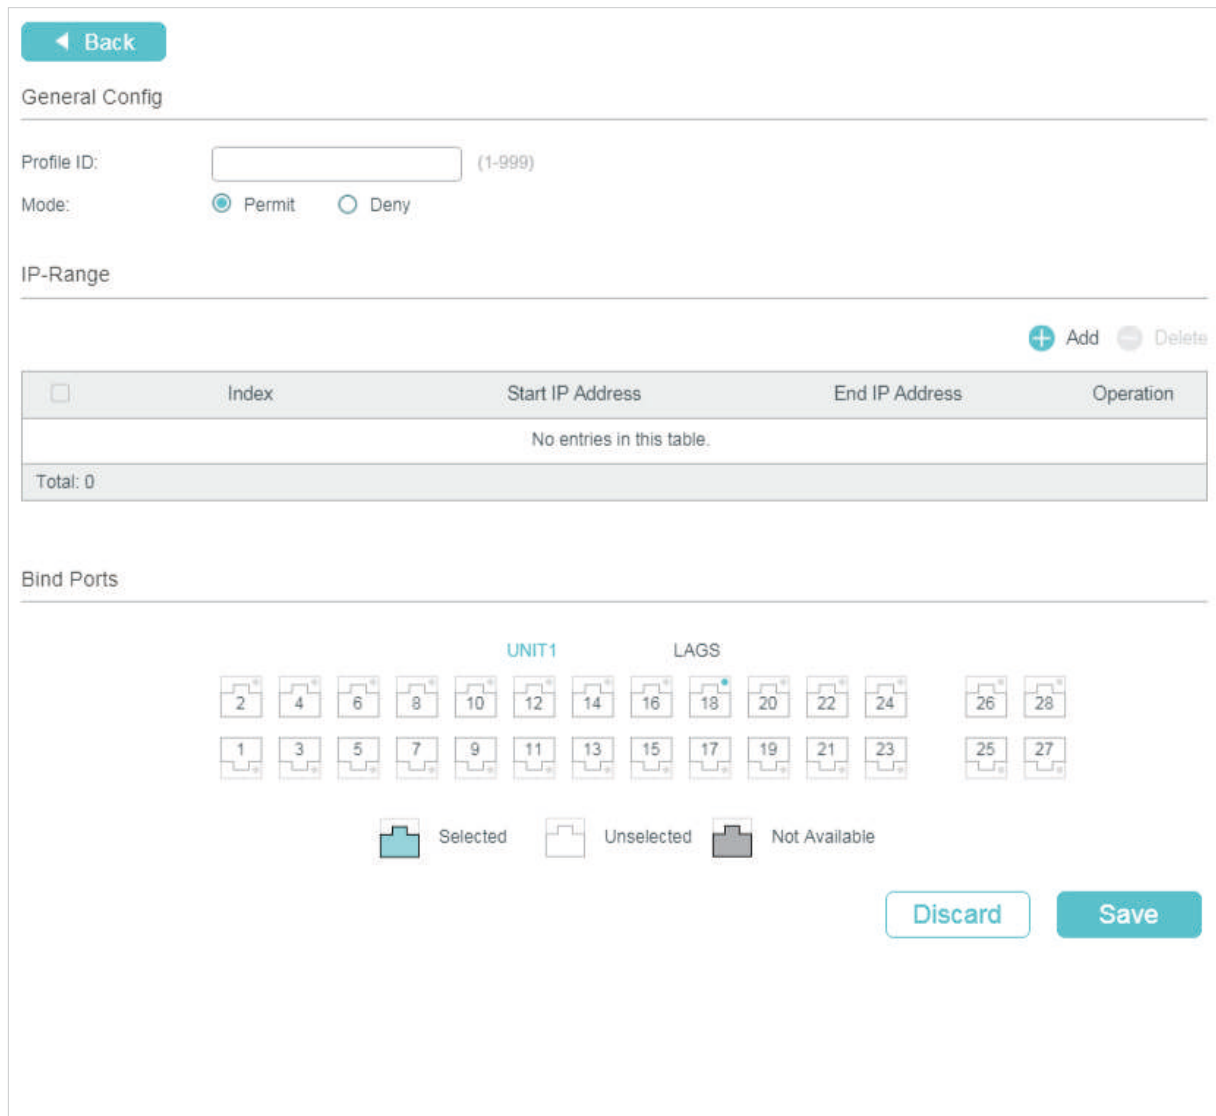 Back
General Config
Profile ID: (1-999)
Mode: Permit Deny
IP-Range
Add Delete
Index Start IP Address End IP Address Operation
No entries in this table.
Total: 0
Bind Ports
UNIT1 LAGS
2 4 6 8 10 12 14 16 18 20 22 24 26 28
1 3 5 7 9 11 13 15 17 19 21 23 25 27
Selected Unselected Not Available
Discard Save